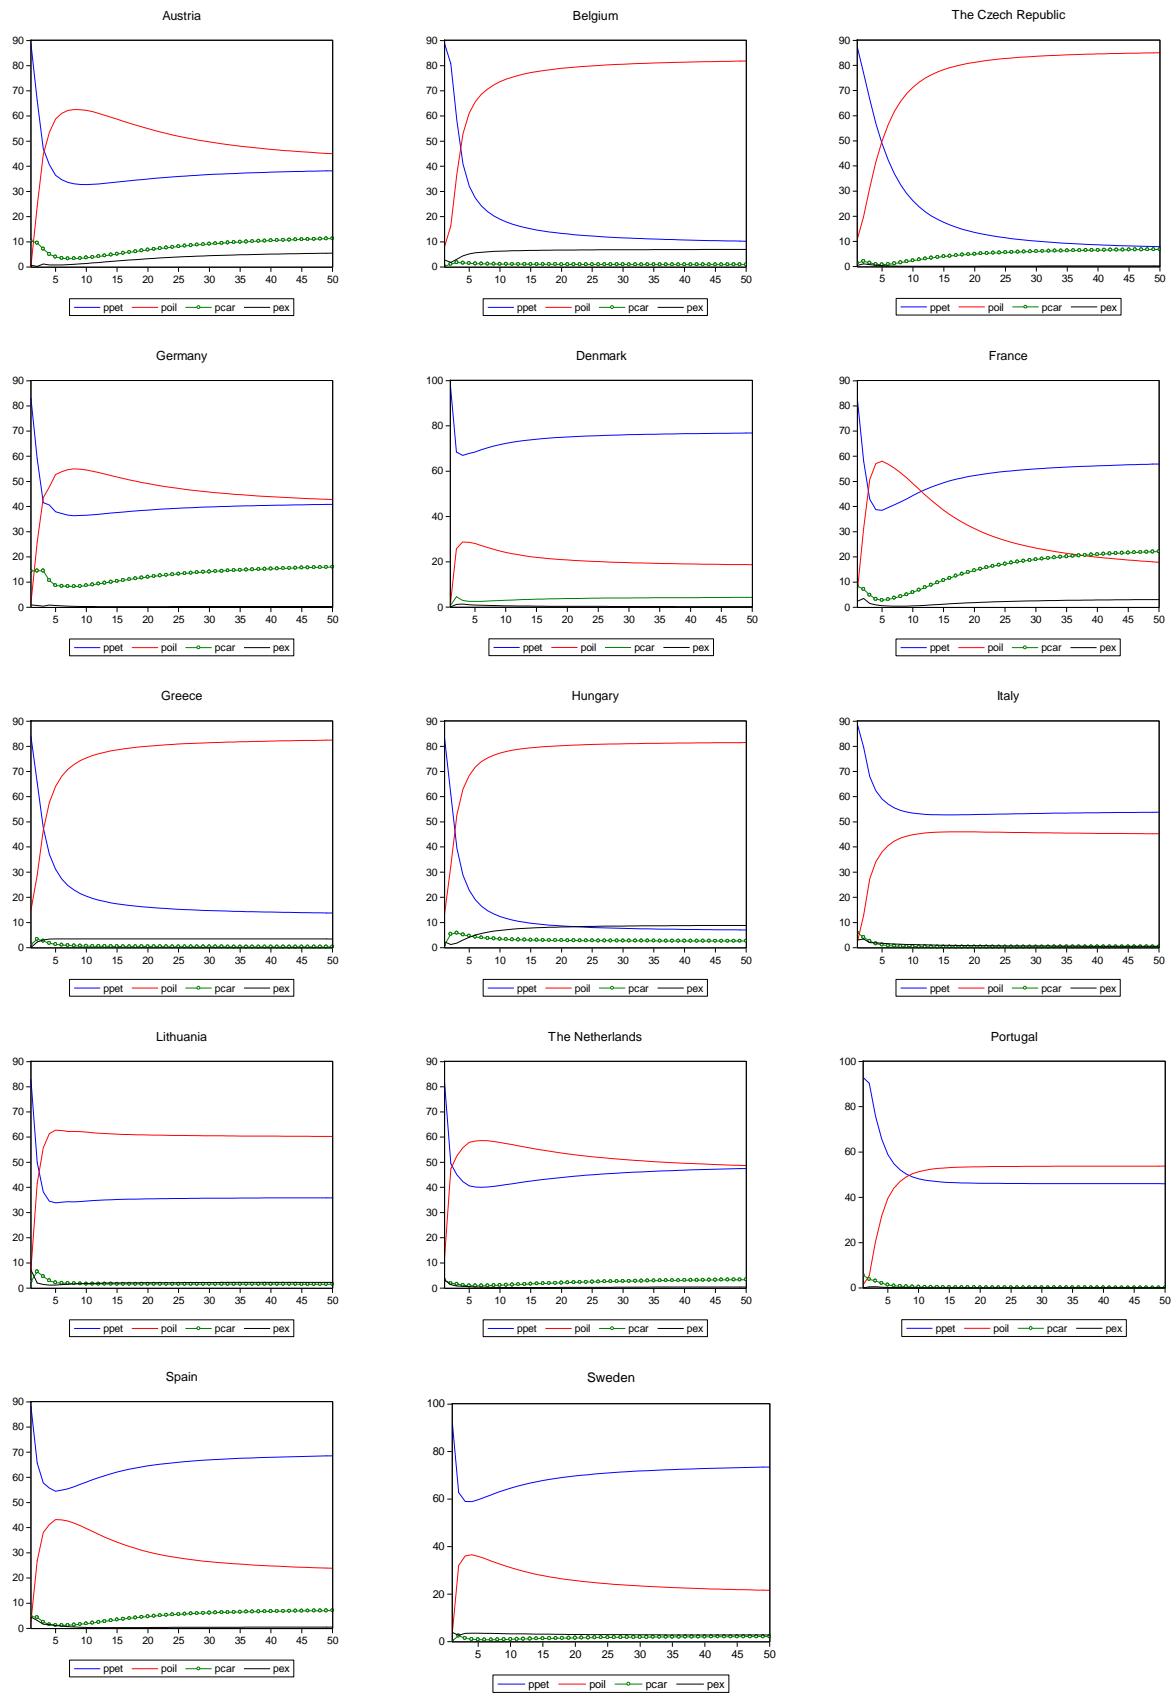 Austria
Belgium
The Czech Republic
90 80 70 60 50 40 30 20 10 0
5 10 15 20 25 30 35 40 45 50
ppet poil pcar pex
90 80 70 60 50 40 30 20 10 0
5 10 15 20 25 30 35 40 45 50
ppet poil pcar pex
90 80 70 60 50 40 30 20 10 0
5 10 15 20 25 30 35 40 45 50
ppet poil pcar pex
Germany
Denmark
France
90 80 70 60 50 40 30 20 10 0
5 10 15 20 25 30 35 40 45 50
ppet poil pcar pex
100 80 60 40 20 0
5 10 15 20 25 30 35 40 45 50
ppet poil pcar pex
90 80 70 60 50 40 30 20 10 0
5 10 15 20 25 30 35 40 45 50
ppet poil pcar pex
Greece
Hungary
Italy
90 80 70 60 50 40 30 20 10 0
5 10 15 20 25 30 35 40 45 50
ppet poil pcar pex
90 80 70 60 50 40 30 20 10 0
5 10 15 20 25 30 35 40 45 50
ppet poil pcar pex
90 80 70 60 50 40 30 20 10 0
5 10 15 20 25 30 35 40 45 50
ppet poil pcar pex
Lithuania
The Netherlands
Portugal
90 80 70 60 50 40 30 20 10 0
5 10 15 20 25 30 35 40 45 50
ppet poil pcar pex
90 80 70 60 50 40 30 20 10 0
5 10 15 20 25 30 35 40 45 50
ppet poil pcar pex
100 80 60 40 20 0
5 10 15 20 25 30 35 40 45 50
ppet poil pcar pex
Spain
Sweden
90 80 70 60 50 40 30 20 10 0
5 10 15 20 25 30 35 40 45 50
ppet poil pcar pex
100 80 60 40 20 0
5 10 15 20 25 30 35 40 45 50
ppet poil pcar pex